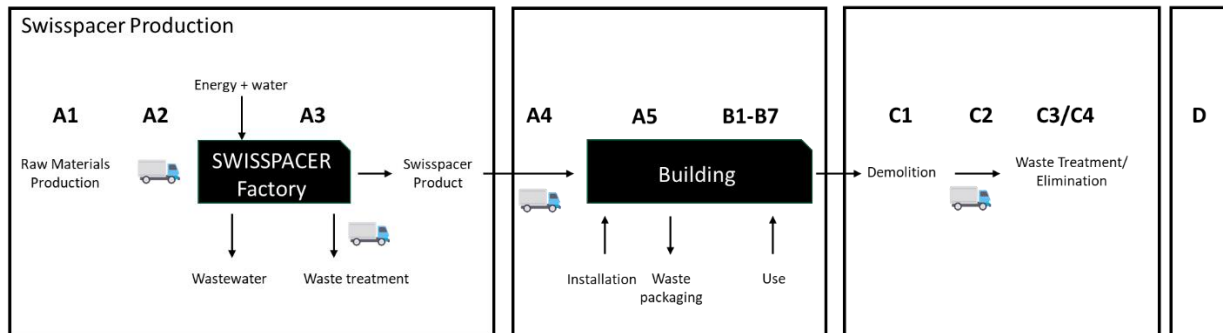 Swisspacer Production
Energy + water
A1
A2
A3
Raw Materials
Production
SWISSPACER
Factory
Swisspacer
Product
Wastewater
Waste treatment
A4
A5
B1-B7
Building
Installation
Waste
packaging
Use
C1
C2
C3/C4
Demolition
Waste Treatment/
Elimination
D